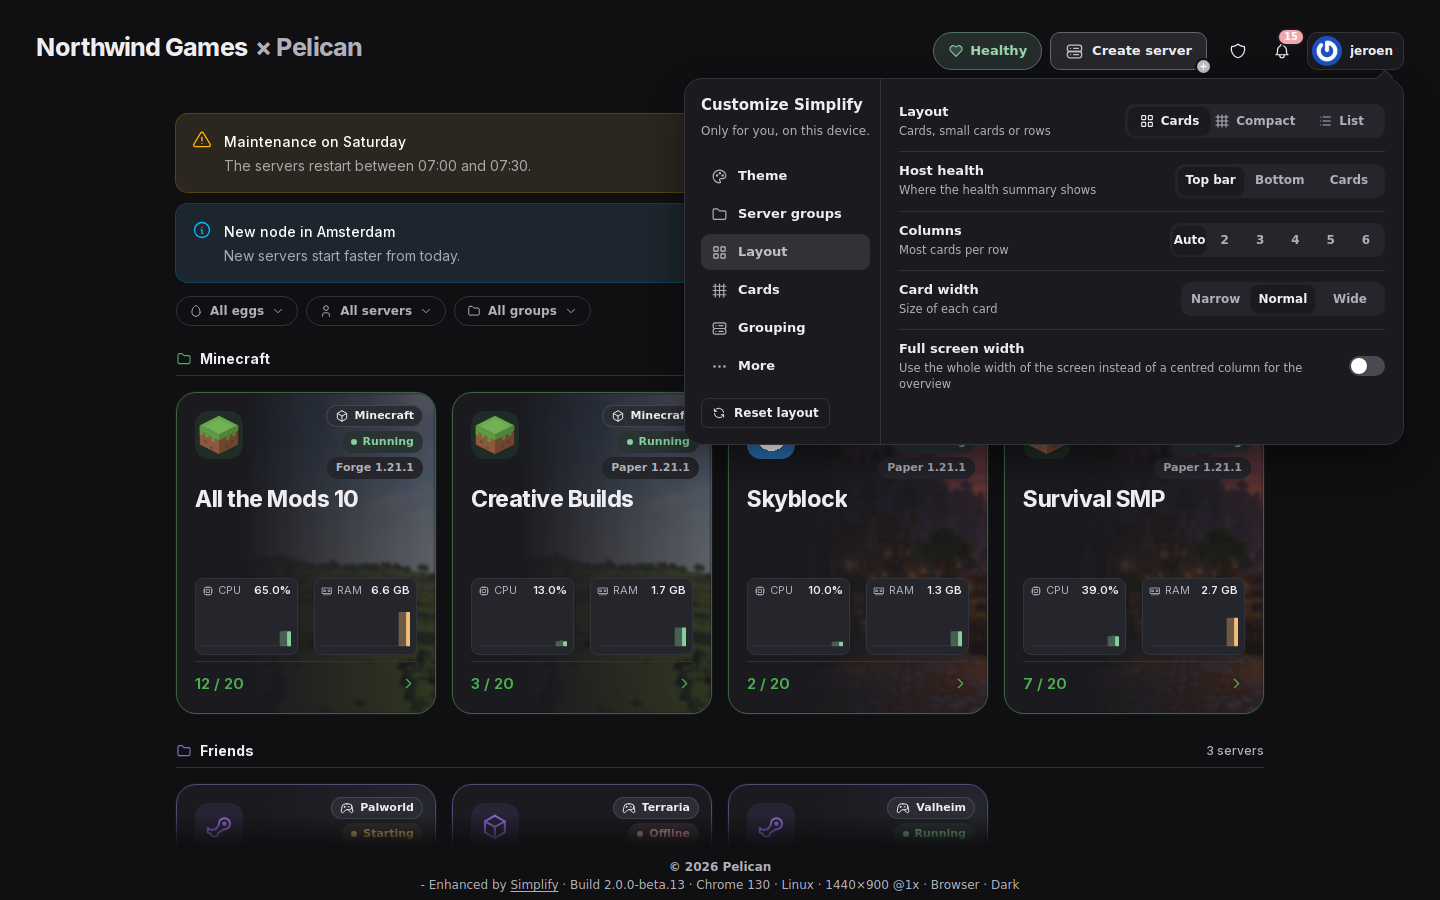 Northwind Games × Pelican
Healthy
Create server
15
jeroen
Maintenance on Saturday
The servers restart between 07:00 and 07:30.
New node in Amsterdam
New servers start faster from today.
All eggs
All servers
All groups
Customize Simplify
Only for you, on this device.
Theme
Server groups
Layout
Cards
Grouping
More
Reset layout
Layout
Cards, small cards or rows
Cards
Compact
List
Host health
Where the health summary shows
Top bar
Bottom
Cards
Columns
Most cards per row
Auto 2 3 4 5 6
Card width
Size of each card
Narrow
Normal
Wide
Full screen width
Use the whole width of the screen instead of a centred column for the
overview
Minecraft
Minecraft
Running
Forge 1.21.1
All the Mods 10
CPU 65.0%
RAM 6.6 GB
12 / 20
Minecraf
Running
Paper 1.21.1
Creative Builds
CPU 13.0%
RAM 1.7 GB
3 / 20
Paper 1.21.1
Skyblock
CPU 10.0%
RAM 1.3 GB
2 / 20
Paper 1.21.1
Survival SMP
CPU 39.0%
RAM 2.7 GB
7 / 20
Friends
3 servers
Palworld
Starting
Terraria
Offline
Valheim
Running
© 2026 Pelican
- Enhanced by Simplify · Build 2.0.0-beta.13 · Chrome 130 · Linux · 1440×900 @1x · Browser · Dark